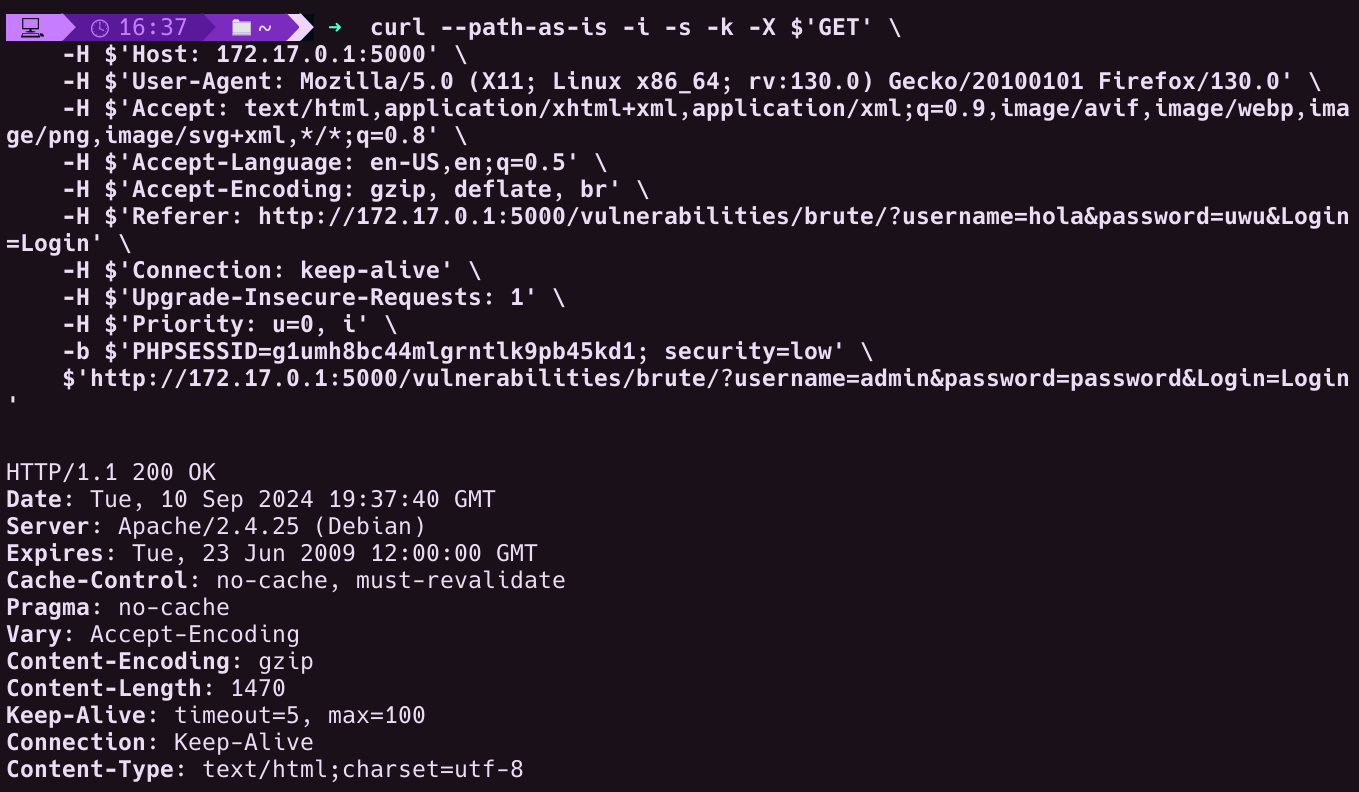 16:37 ~ → curl --path-as-is -i -s -k -X $'GET' \
    -H $'Host: 172.17.0.1:5000' \
    -H $'User-Agent: Mozilla/5.0 (X11; Linux x86_64; rv:130.0) Gecko/20100101 Firefox/130.0' \
    -H $'Accept: text/html,application/xhtml+xml,application/xml;q=0.9,image/avif,image/webp,ima
ge/png,image/svg+xml,*/*;q=0.8' \
    -H $'Accept-Language: en-US,en;q=0.5' \
    -H $'Accept-Encoding: gzip, deflate, br' \
    -H $'Referer: http://172.17.0.1:5000/vulnerabilities/brute/?username=hola&password=uwu&Login
=Login' \
    -H $'Connection: keep-alive' \
    -H $'Upgrade-Insecure-Requests: 1' \
    -H $'Priority: u=0, i' \
    -b $'PHPSESSID=g1umh8bc44mlgrntlk9pb45kd1; security=low' \
    $'http://172.17.0.1:5000/vulnerabilities/brute/?username=admin&password=password&Login=Login
'
HTTP/1.1 200 OK
Date: Tue, 10 Sep 2024 19:37:40 GMT
Server: Apache/2.4.25 (Debian)
Expires: Tue, 23 Jun 2009 12:00:00 GMT
Cache-Control: no-cache, must-revalidate
Pragma: no-cache
Vary: Accept-Encoding
Content-Encoding: gzip
Content-Length: 1470
Keep-Alive: timeout=5, max=100
Connection: Keep-Alive
Content-Type: text/html;charset=utf-8